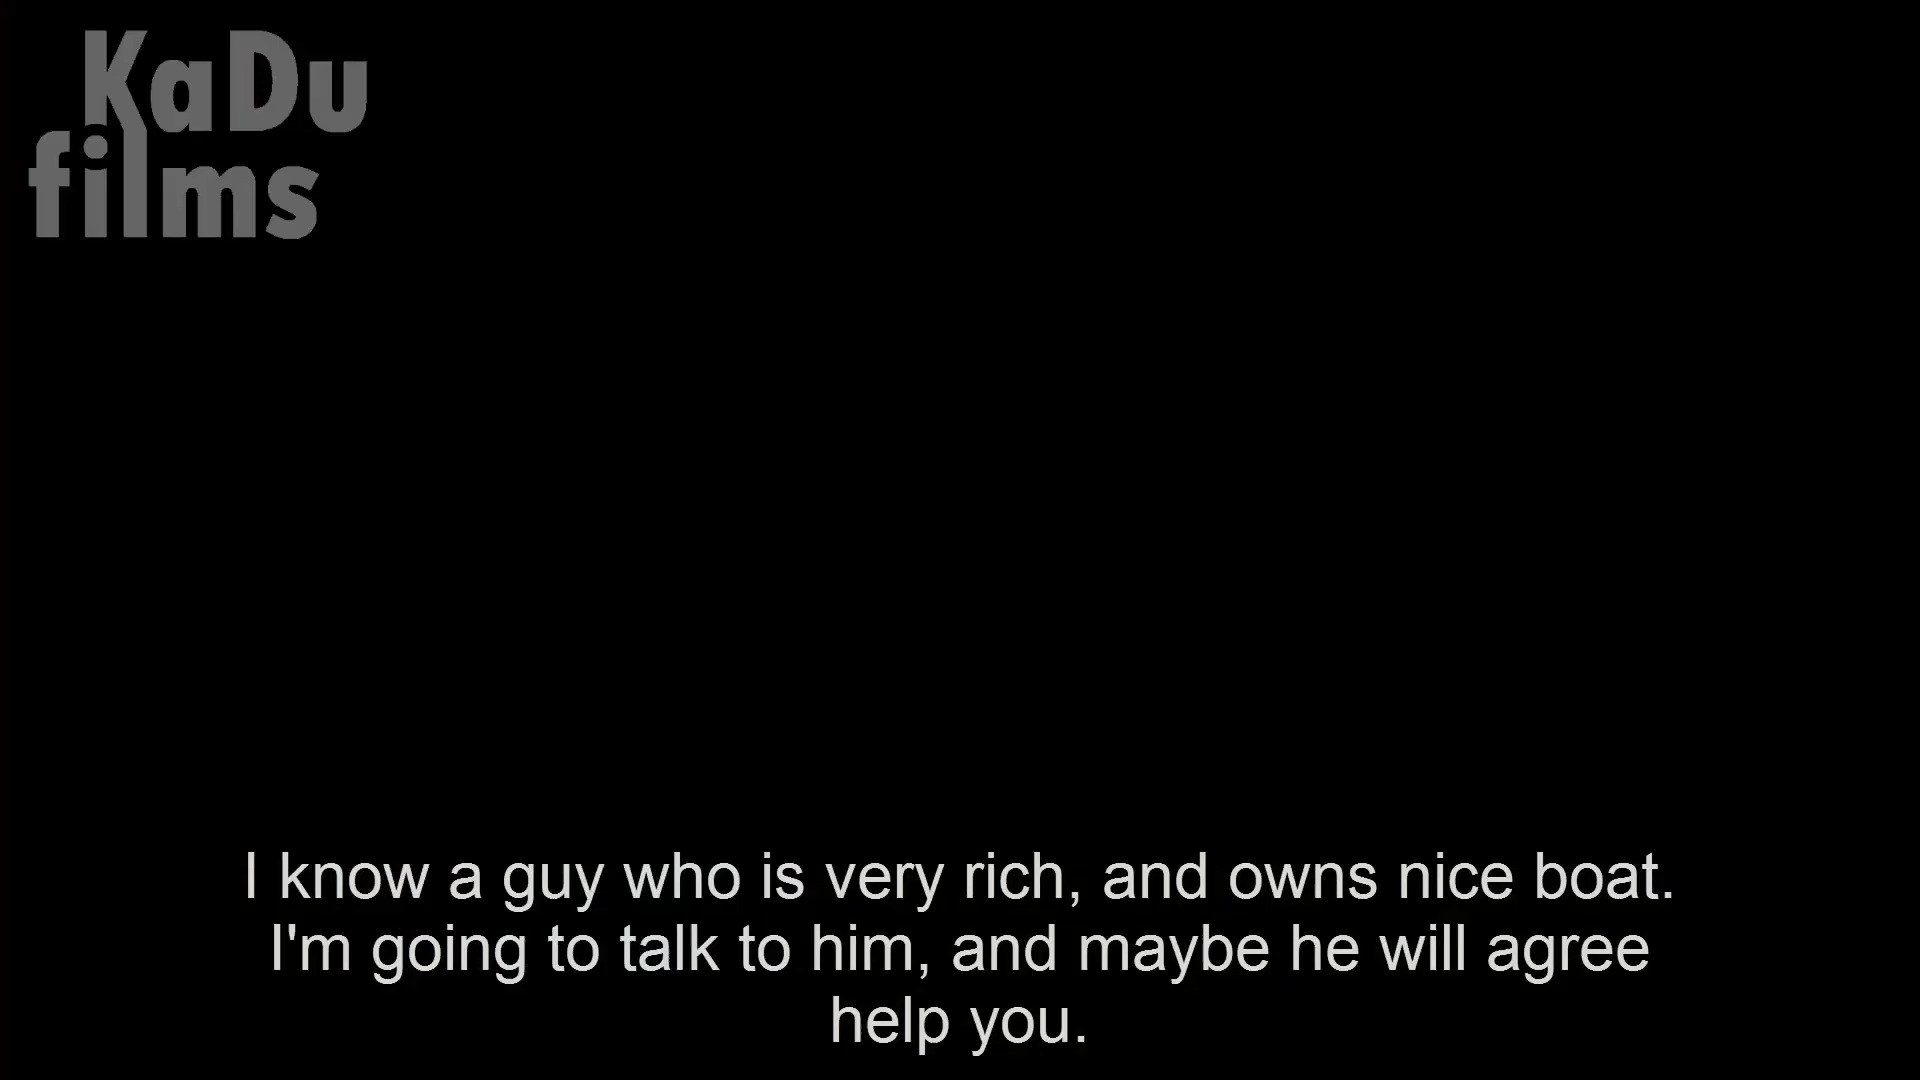 KaDu
films
I know a guy who is very rich, and owns nice boat.
I'm going to talk to him, and maybe he will agree
help you.